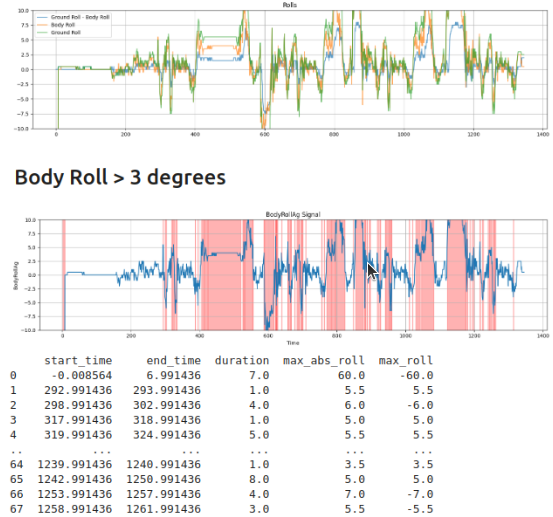 Rolls
Ground Roll - Body Roll
Body Roll
Ground Roll
10.0
7.5
5.0
2.5
0.0
−2.5
−5.0
−7.5
−10.0
0 200 400 600 800 1000 1200 1400
Body Roll > 3 degrees
BodyRollAg Signal
10.0
7.5
5.0
2.5
0.0
−2.5
−5.0
−7.5
−10.0
BodyRollAg
0 200 400 600 800 1000 1200 1400
Time
start_time end_time duration max_abs_roll max_roll
0 -0.008564 6.991436 7.0 60.0 -60.0
1 292.991436 293.991436 1.0 5.5 5.5
2 298.991436 302.991436 4.0 6.0 -6.0
3 317.991436 318.991436 1.0 5.0 5.0
4 319.991436 324.991436 5.0 5.5 5.5
.. ... ... ... ... ...
64 1239.991436 1240.991436 1.0 3.5 3.5
65 1242.991436 1250.991436 8.0 5.0 5.0
66 1253.991436 1257.991436 4.0 7.0 -7.0
67 1258.991436 1261.991436 3.0 5.5 -5.5